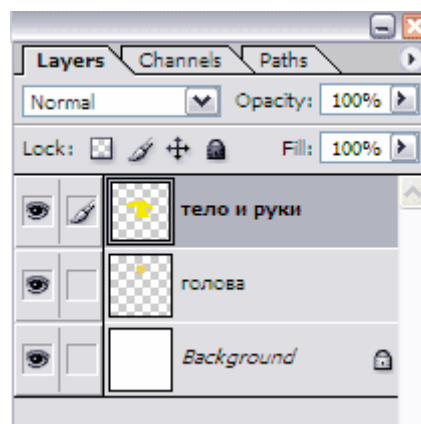 Layers Channels Paths
Normal Opacity: 100%
Lock: Fill: 100%
тело и руки
голова
Background